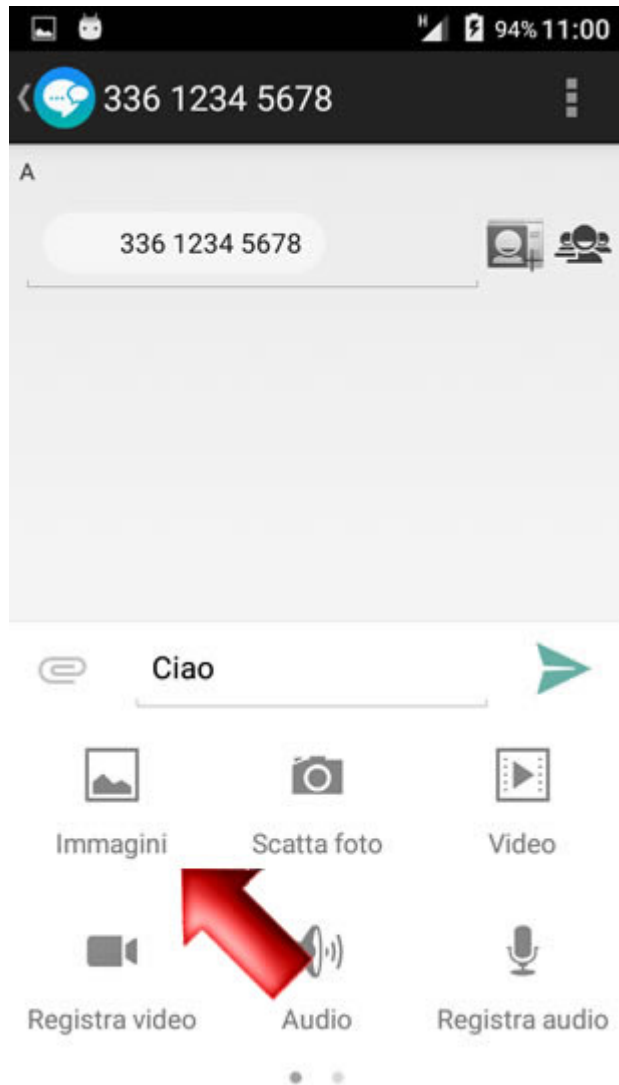 H 94% 11:00
336 1234 5678
A
336 1234 5678
Ciao
Immagini Scatta foto Video
Registra video Audio Registra audio